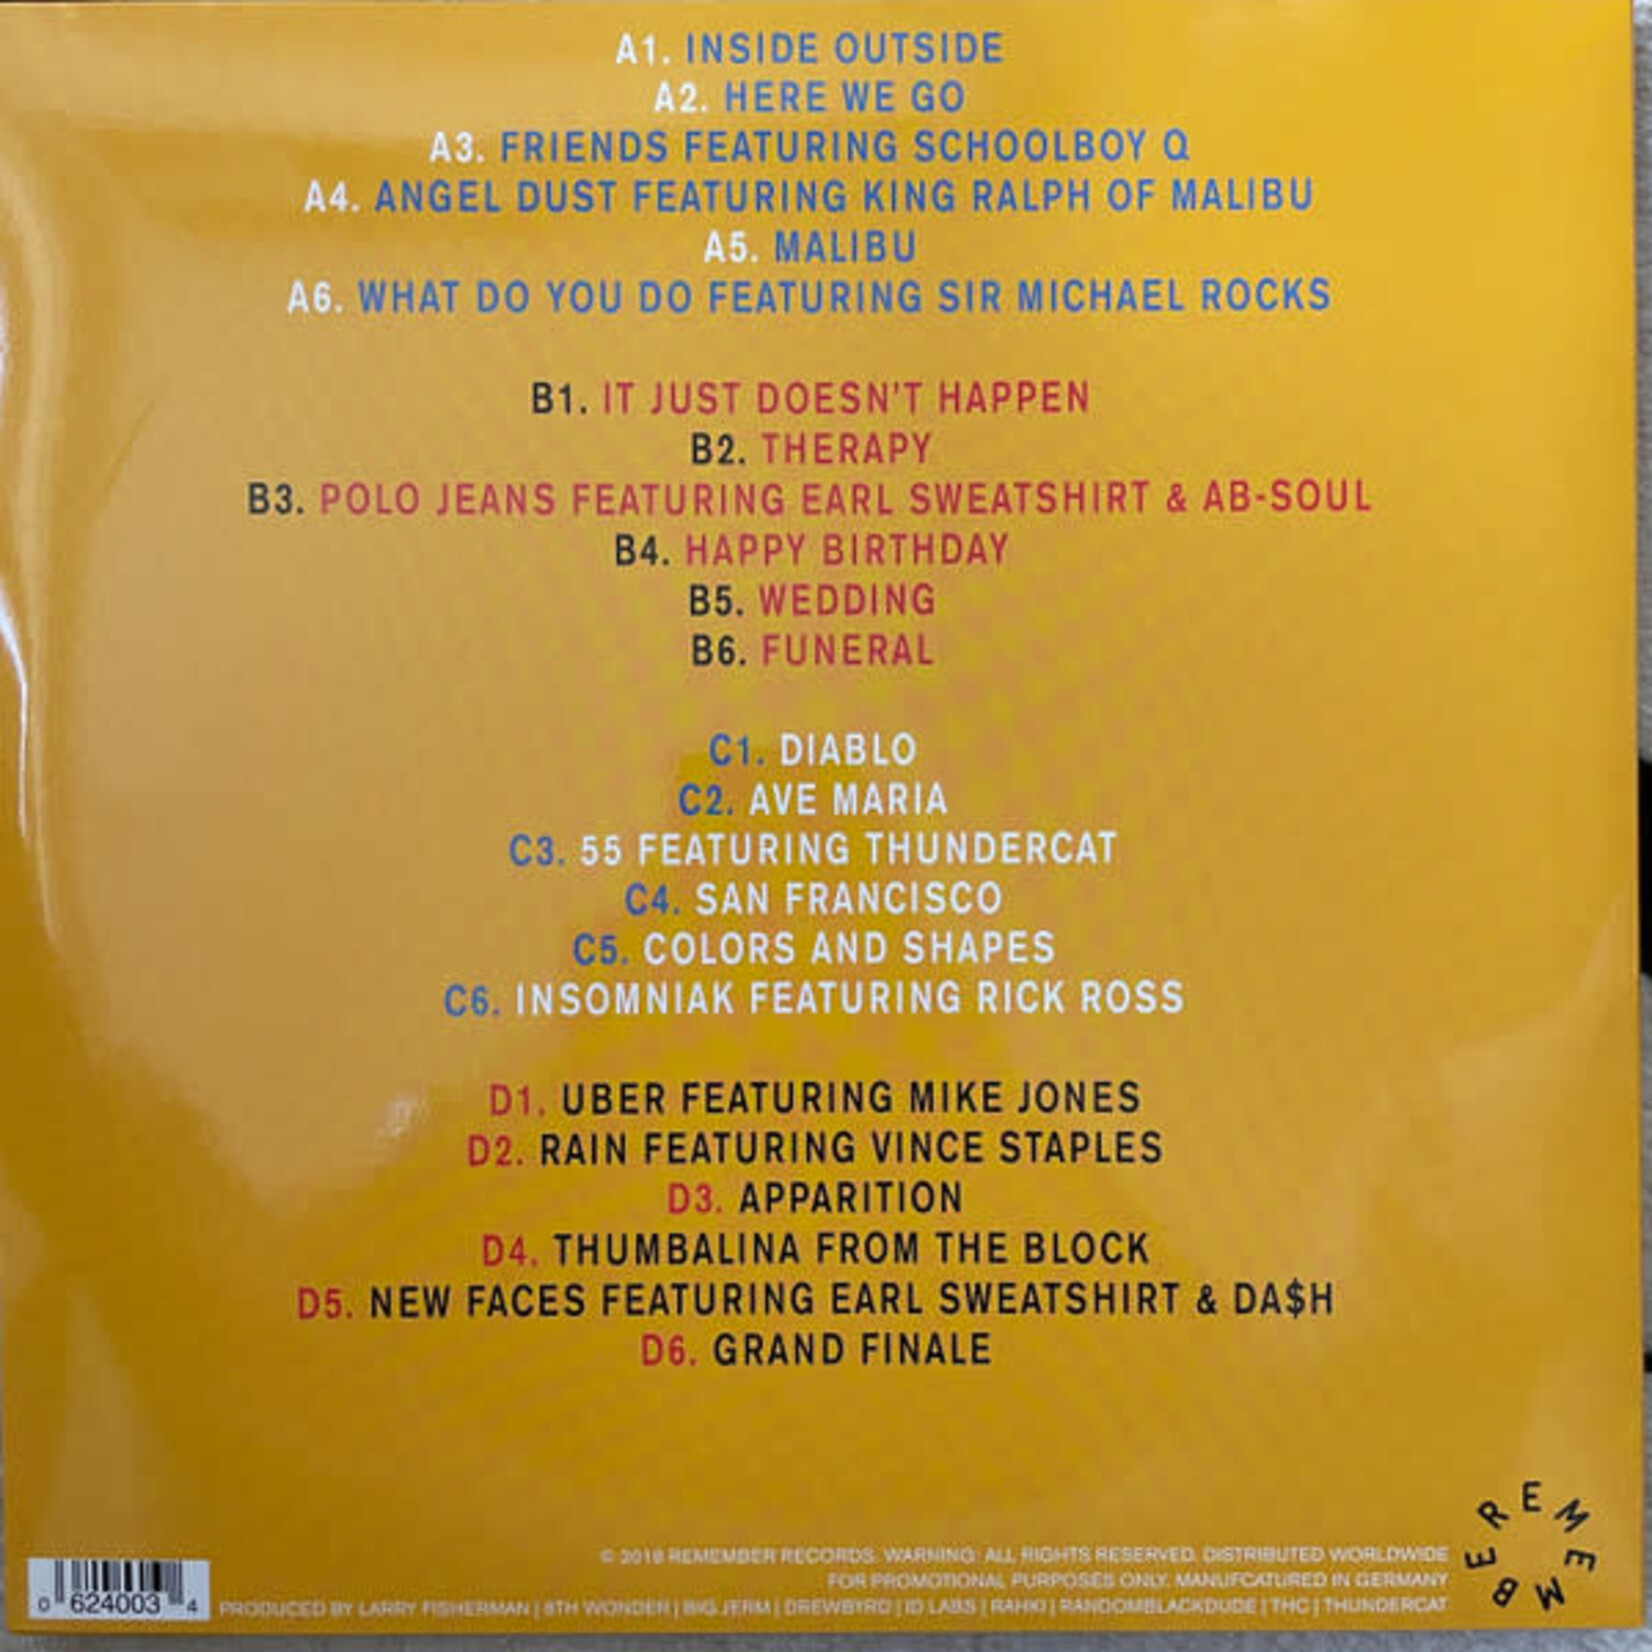 A1. INSIDE OUTSIDE
A2. HERE WE GO
A3. FRIENDS FEATURING SCHOOLBOY Q
A4. ANGEL DUST FEATURING KING RALPH OF MALIBU
A5. MALIBU
A6. WHAT DO YOU DO FEATURING SIR MICHAEL ROCKS
B1. IT JUST DOESN'T HAPPEN
B2. THERAPY
B3. POLO JEANS FEATURING EARL SWEATSHIRT & AB-SOUL
B4. HAPPY BIRTHDAY
B5. WEDDING
B6. FUNERAL
C1. DIABLO
C2. AVE MARIA
C3. 55 FEATURING THUNDERCAT
C4. SAN FRANCISCO
C5. COLORS AND SHAPES
C6. INSOMNIAK FEATURING RICK ROSS
D1. UBER FEATURING MIKE JONES
D2. RAIN FEATURING VINCE STAPLES
D3. APPARITION
D4. THUMBALINA FROM THE BLOCK
D5. NEW FACES FEATURING EARL SWEATSHIRT & DA$H
D6. GRAND FINALE
© 2019 REMEMBER RECORDS. WARNING: ALL RIGHTS RESERVED. DISTRIBUTED WORLDWIDE
FOR PROMOTIONAL PURPOSES ONLY. MANUFCATURED IN GERMANY
PRODUCED BY LARRY FISHERMAN | 8TH WONDER | BIG JERM | DREWBYRD | ID LABS | RAHKI | RANDOMBLACKDUDE | THC | THUNDERCAT
REMEMBER
0 624003 4